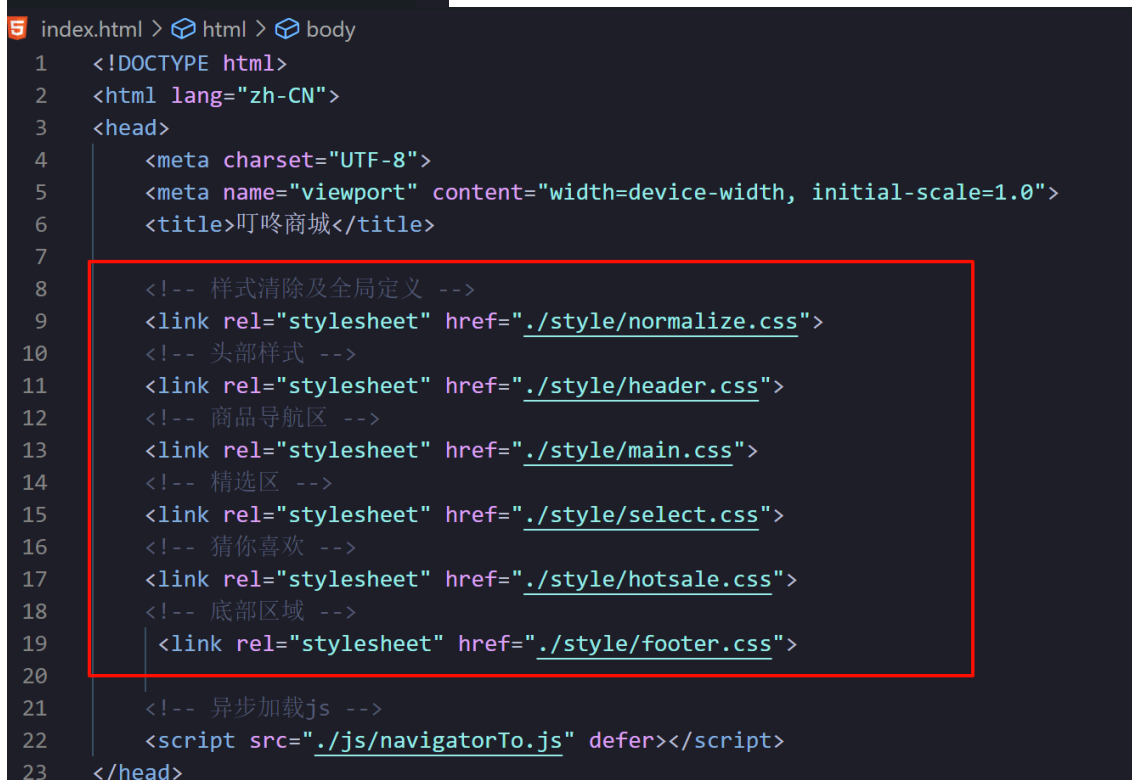 index.html > html > body
1 <!DOCTYPE html>
2 <html lang="zh-CN">
3 <head>
4 <meta charset="UTF-8">
5 <meta name="viewport" content="width=device-width, initial-scale=1.0">
6 <title>叮咚商城</title>
7
8 <!-- 样式清除及全局定义 -->
9 <link rel="stylesheet" href="./style/normalize.css">
10 <!-- 头部样式 -->
11 <link rel="stylesheet" href="./style/header.css">
12 <!-- 商品导航区 -->
13 <link rel="stylesheet" href="./style/main.css">
14 <!-- 精选区 -->
15 <link rel="stylesheet" href="./style/select.css">
16 <!-- 猜你喜欢 -->
17 <link rel="stylesheet" href="./style/hotsale.css">
18 <!-- 底部区域 -->
19 <link rel="stylesheet" href="./style/footer.css">
20
21 <!-- 异步加载js -->
22 <script src="./js/navigatorTo.js" defer></script>
23 </head>